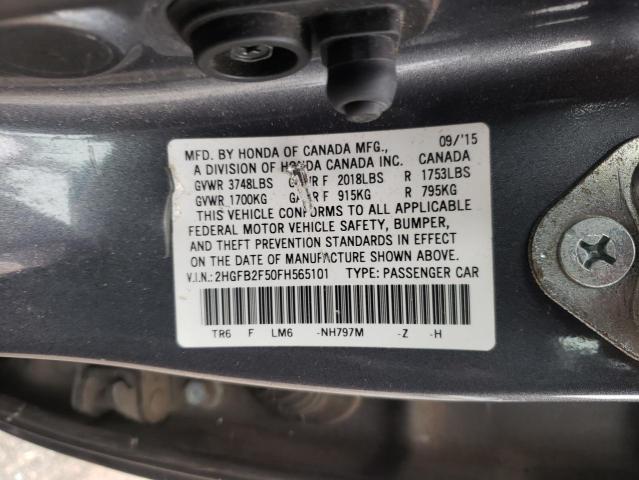 MFD. BY HONDA OF CANADA MFG., 09/'15
A DIVISION OF HONDA CANADA INC. CANADA
GVWR 3748LBS GAWR F 2018LBS R 1753LBS
GVWR 1700KG GAWR F 915KG R 795KG
THIS VEHICLE CONFORMS TO ALL APPLICABLE
FEDERAL MOTOR VEHICLE SAFETY, BUMPER,
AND THEFT PREVENTION STANDARDS IN EFFECT
ON THE DATE OF MANUFACTURE SHOWN ABOVE.
V.I.N.: 2HGFB2F50FH565101 TYPE: PASSENGER CAR
TR6 F LM6 -NH797M -Z -H